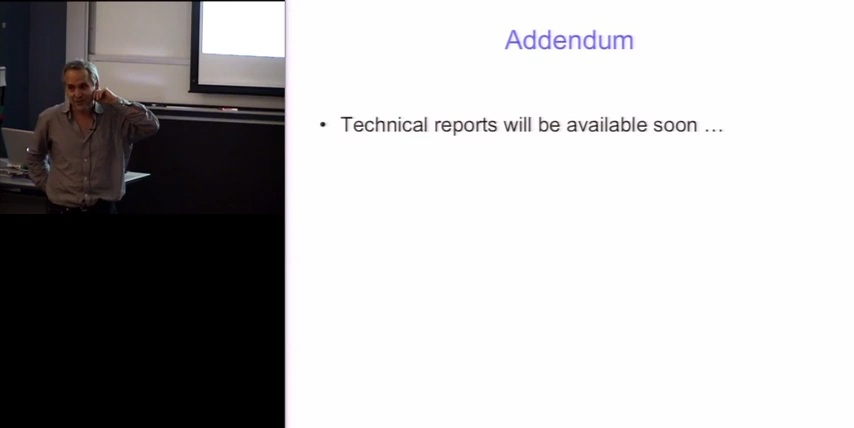 Addendum
• Technical reports will be available soon …